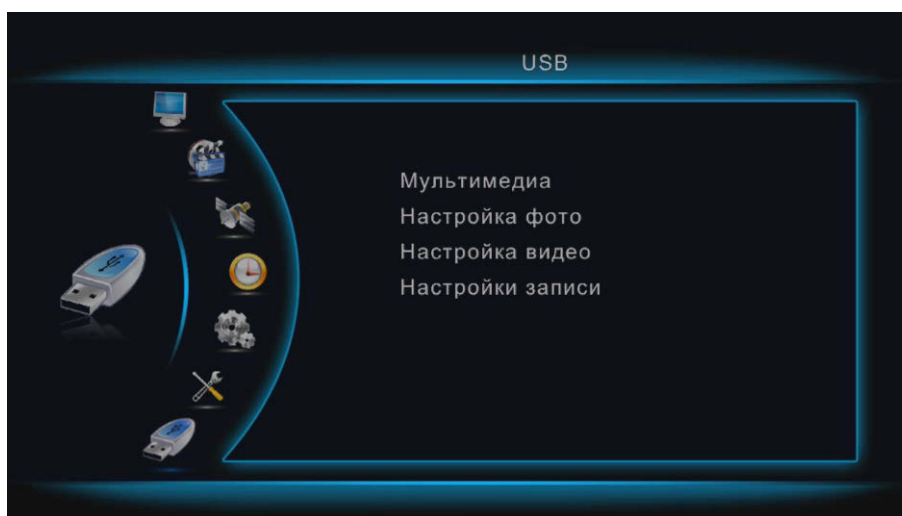 USB
Мультимедиа
Настройка фото
Настройка видео
Настройки записи